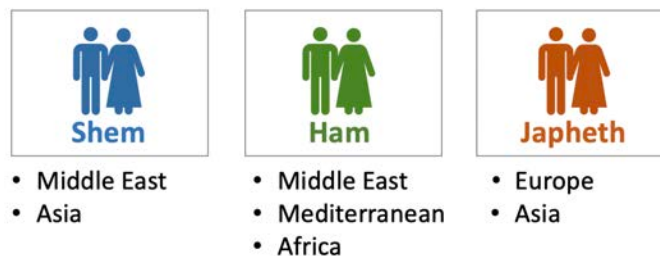 Shem
• Middle East
• Asia
Ham
• Middle East
• Mediterranean
• Africa
Japheth
• Europe
• Asia